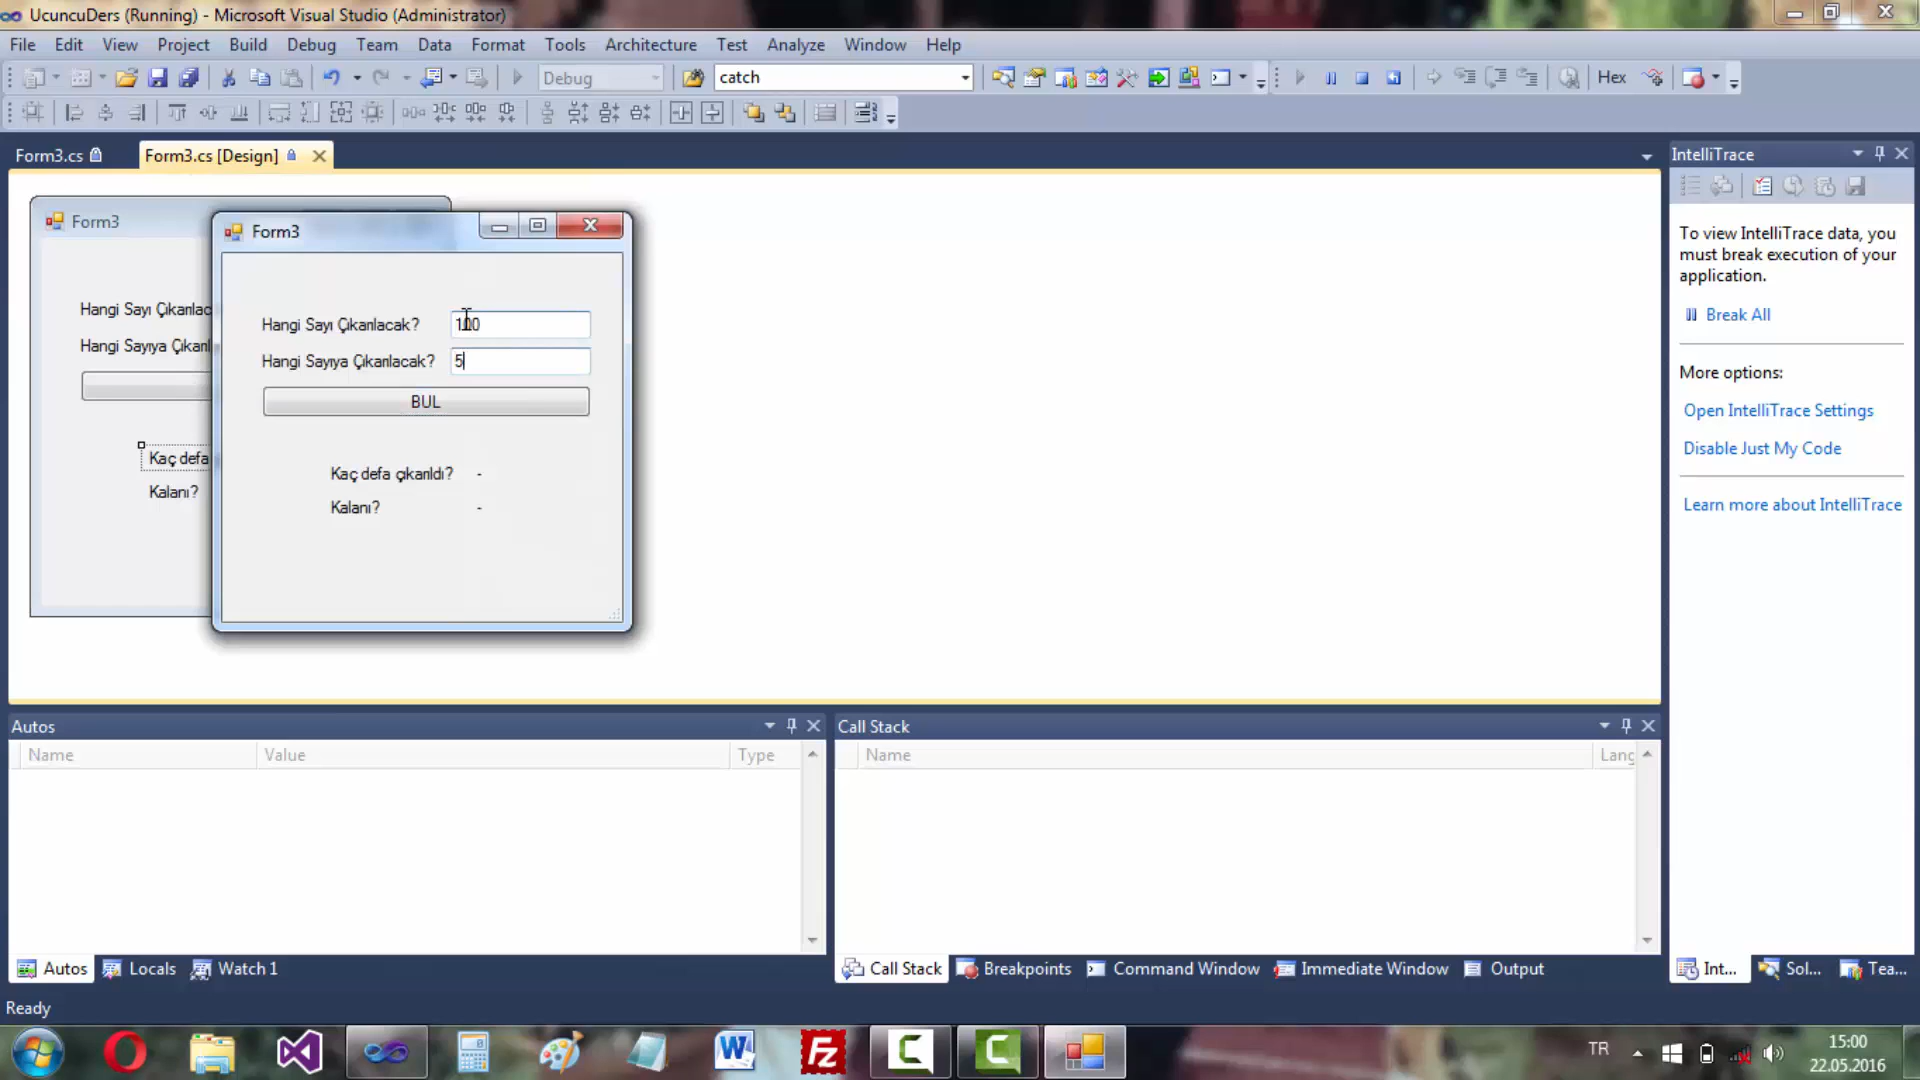 UcuncuDers (Running) - Microsoft Visual Studio (Administrator)
File Edit View Project Build Debug Team Data Format Tools Architecture Test Analyze Window Help
Debug catch Hex
Form3.cs Form3.cs [Design]
IntelliTrace
Form3
Hangi Sayı Çıkarılac
Hangi Sayıya Çıkarıl
Kaç defa
Kalanı?
Form3
Hangi Sayı Çıkarılacak? 100
Hangi Sayıya Çıkarılacak? 5
BUL
Kaç defa çıkarıldı? -
Kalanı? -
To view IntelliTrace data, you
must break execution of your
application.
Break All
More options:
Open IntelliTrace Settings
Disable Just My Code
Learn more about IntelliTrace
Autos
Name Value Type
Call Stack
Name Lang
Autos Locals Watch 1
Call Stack Breakpoints Command Window Immediate Window Output
Int... Sol... Tea...
Ready
TR
15:00
22.05.2016